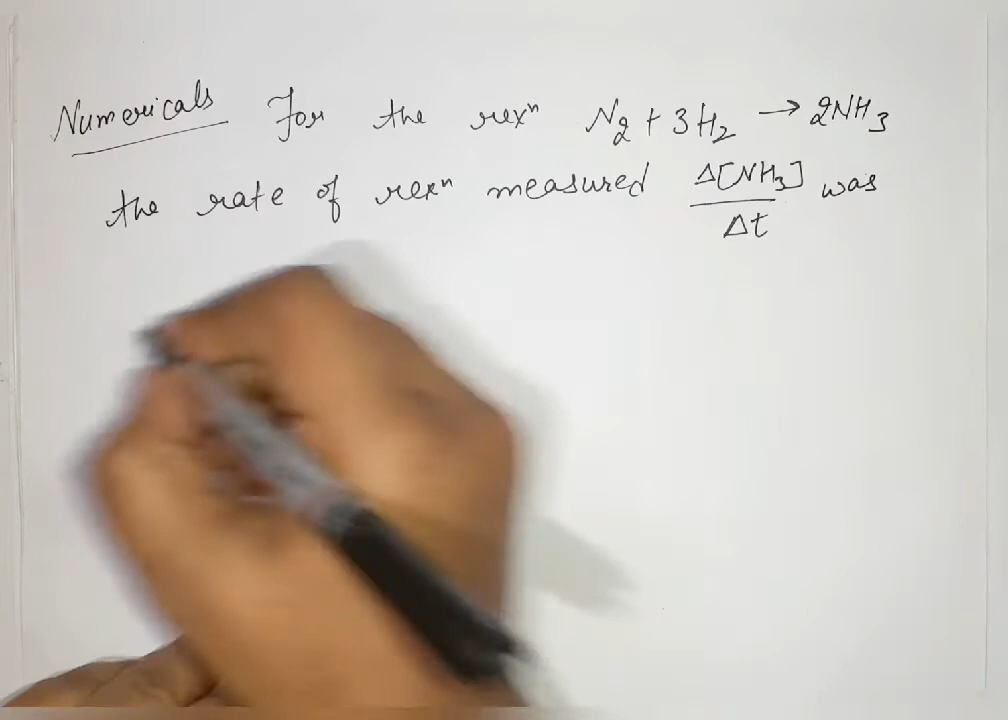 Numericals For the rexⁿ N₂ + 3H₂ → 2NH₃
the rate of rexⁿ measured Δ[NH₃]/Δt was